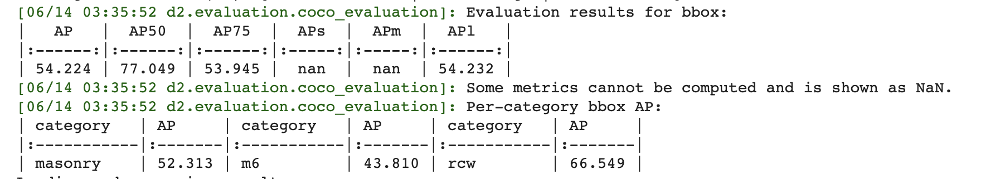 [06/14 03:35:52 d2.evaluation.coco_evaluation]: Evaluation results for bbox:
|   AP   |  AP50  |  AP75  |  APs  |  APm  |  APl   |
|:------:|:------:|:------:|:-----:|:-----:|:------:|
| 54.224 | 77.049 | 53.945 |  nan  |  nan  | 54.232 |
[06/14 03:35:52 d2.evaluation.coco_evaluation]: Some metrics cannot be computed and is shown as NaN.
[06/14 03:35:52 d2.evaluation.coco_evaluation]: Per-category bbox AP:
| category   | AP     | category   | AP     | category   | AP     |
|:-----------|:-------|:-----------|:-------|:-----------|:-------|
| masonry    | 52.313 | m6         | 43.810 | rcw        | 66.549 |